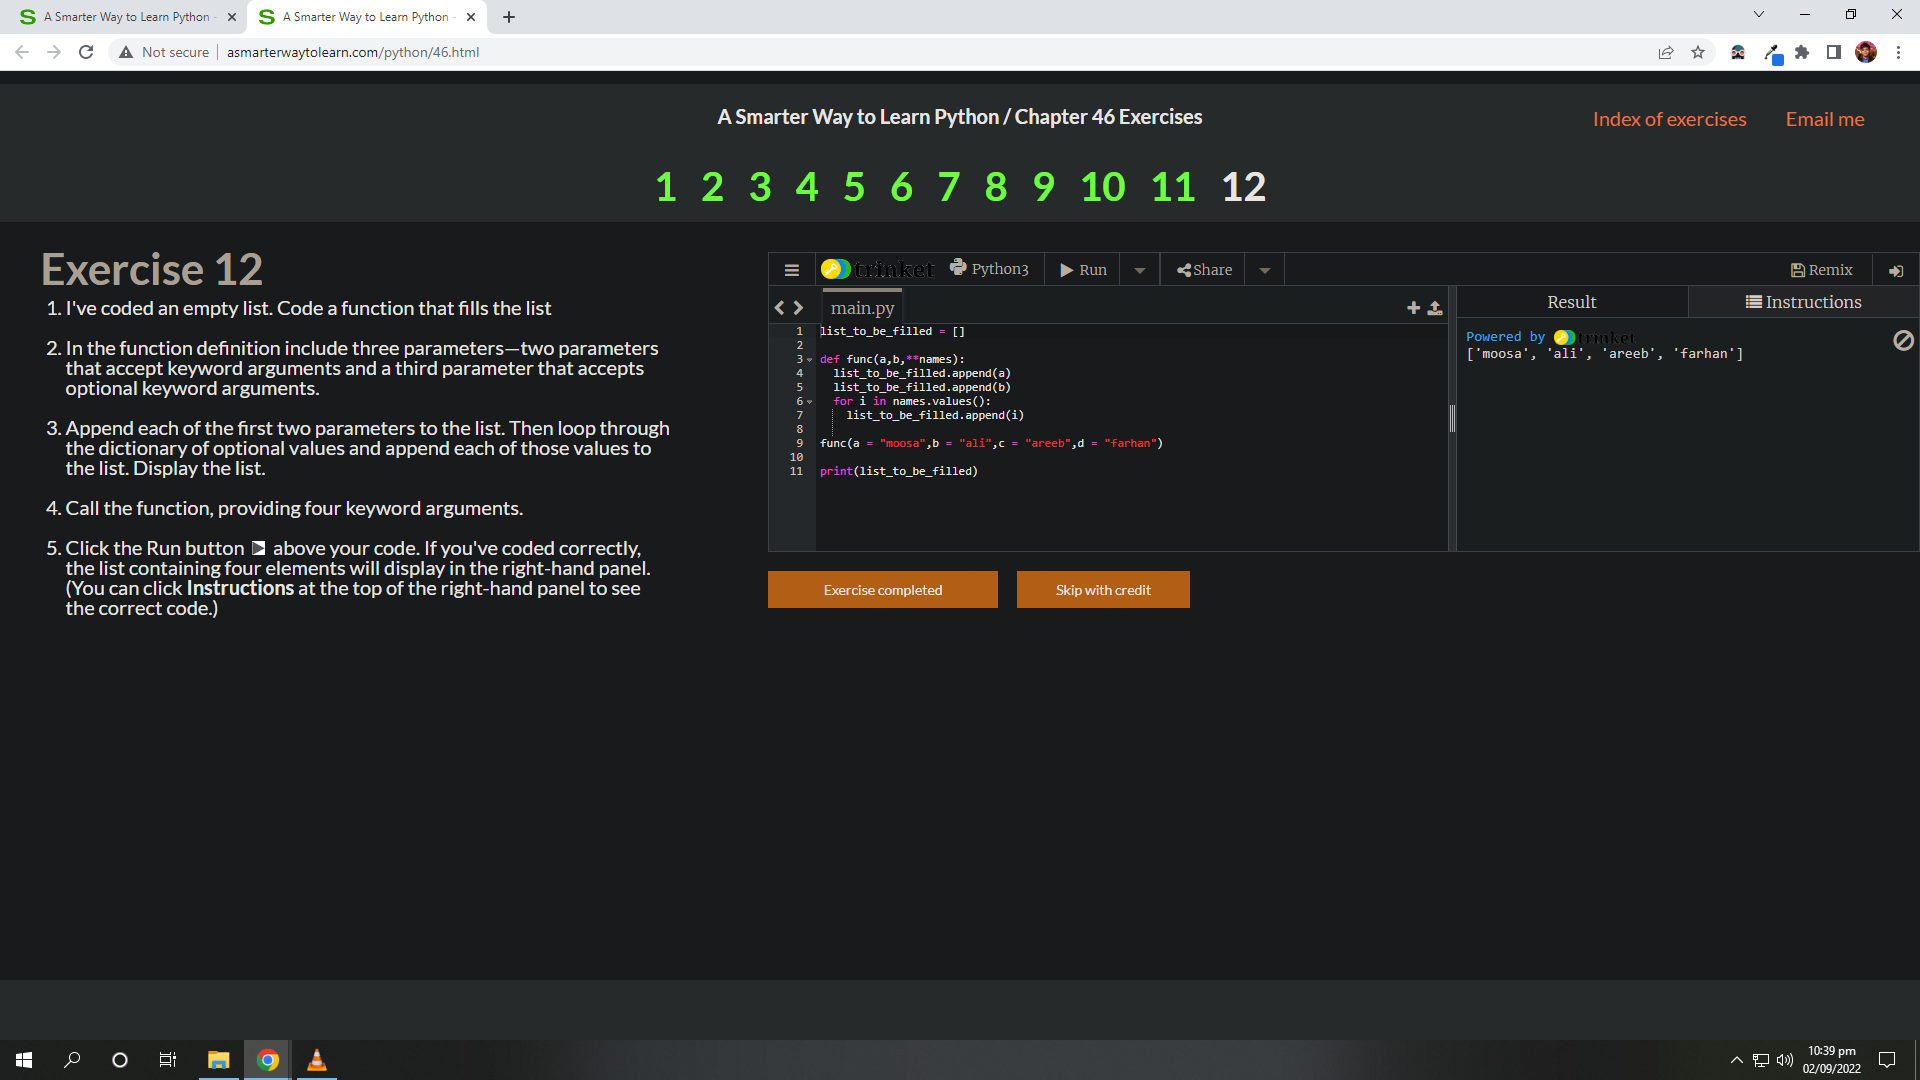 A Smarter Way to Learn Python -
A Smarter Way to Learn Python -
Not secure
asmarterwaytolearn.com/python/46.html
A Smarter Way to Learn Python / Chapter 46 Exercises
Index of exercises
Email me
1 2 3 4 5 6 7 8 9 10 11 12
Exercise 12
1. I've coded an empty list. Code a function that fills the list
2. In the function definition include three parameters—two parameters
that accept keyword arguments and a third parameter that accepts
optional keyword arguments.
3. Append each of the first two parameters to the list. Then loop through
the dictionary of optional values and append each of those values to
the list. Display the list.
4. Call the function, providing four keyword arguments.
5. Click the Run button above your code. If you've coded correctly,
the list containing four elements will display in the right-hand panel.
(You can click Instructions at the top of the right-hand panel to see
the correct code.)
trinket
Python3
Run
Share
Remix
main.py
Result
Instructions
1 list_to_be_filled = []
2
3 def func(a,b,**names):
4 list_to_be_filled.append(a)
5 list_to_be_filled.append(b)
6 for i in names.values():
7 list_to_be_filled.append(i)
8
9 func(a = "moosa",b = "ali",c = "areeb",d = "farhan")
10
11 print(list_to_be_filled)
Powered by trinket
['moosa', 'ali', 'areeb', 'farhan']
Exercise completed
Skip with credit
10:39 pm
02/09/2022